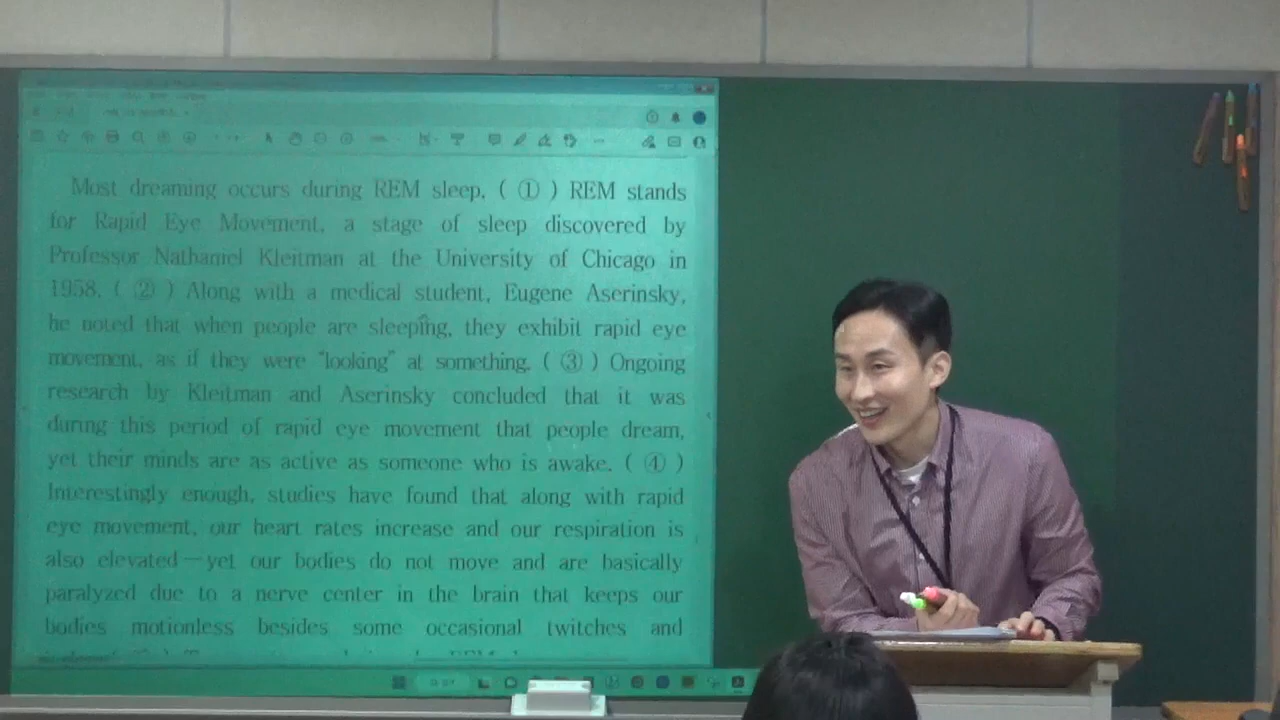 Most dreaming occurs during REM sleep. ( ① ) REM stands
for Rapid Eye Movement, a stage of sleep discovered by
Professor Nathaniel Kleitman at the University of Chicago in
1958. ( ② ) Along with a medical student, Eugene Aserinsky,
he noted that when people are sleeping, they exhibit rapid eye
movement, as if they were “looking” at something. ( ③ ) Ongoing
research by Kleitman and Aserinsky concluded that it was
during this period of rapid eye movement that people dream,
yet their minds are as active as someone who is awake. ( ④ )
Interestingly enough, studies have found that along with rapid
eye movement, our heart rates increase and our respiration is
also elevated—yet our bodies do not move and are basically
paralyzed due to a nerve center in the brain that keeps our
bodies motionless besides some occasional twitches and